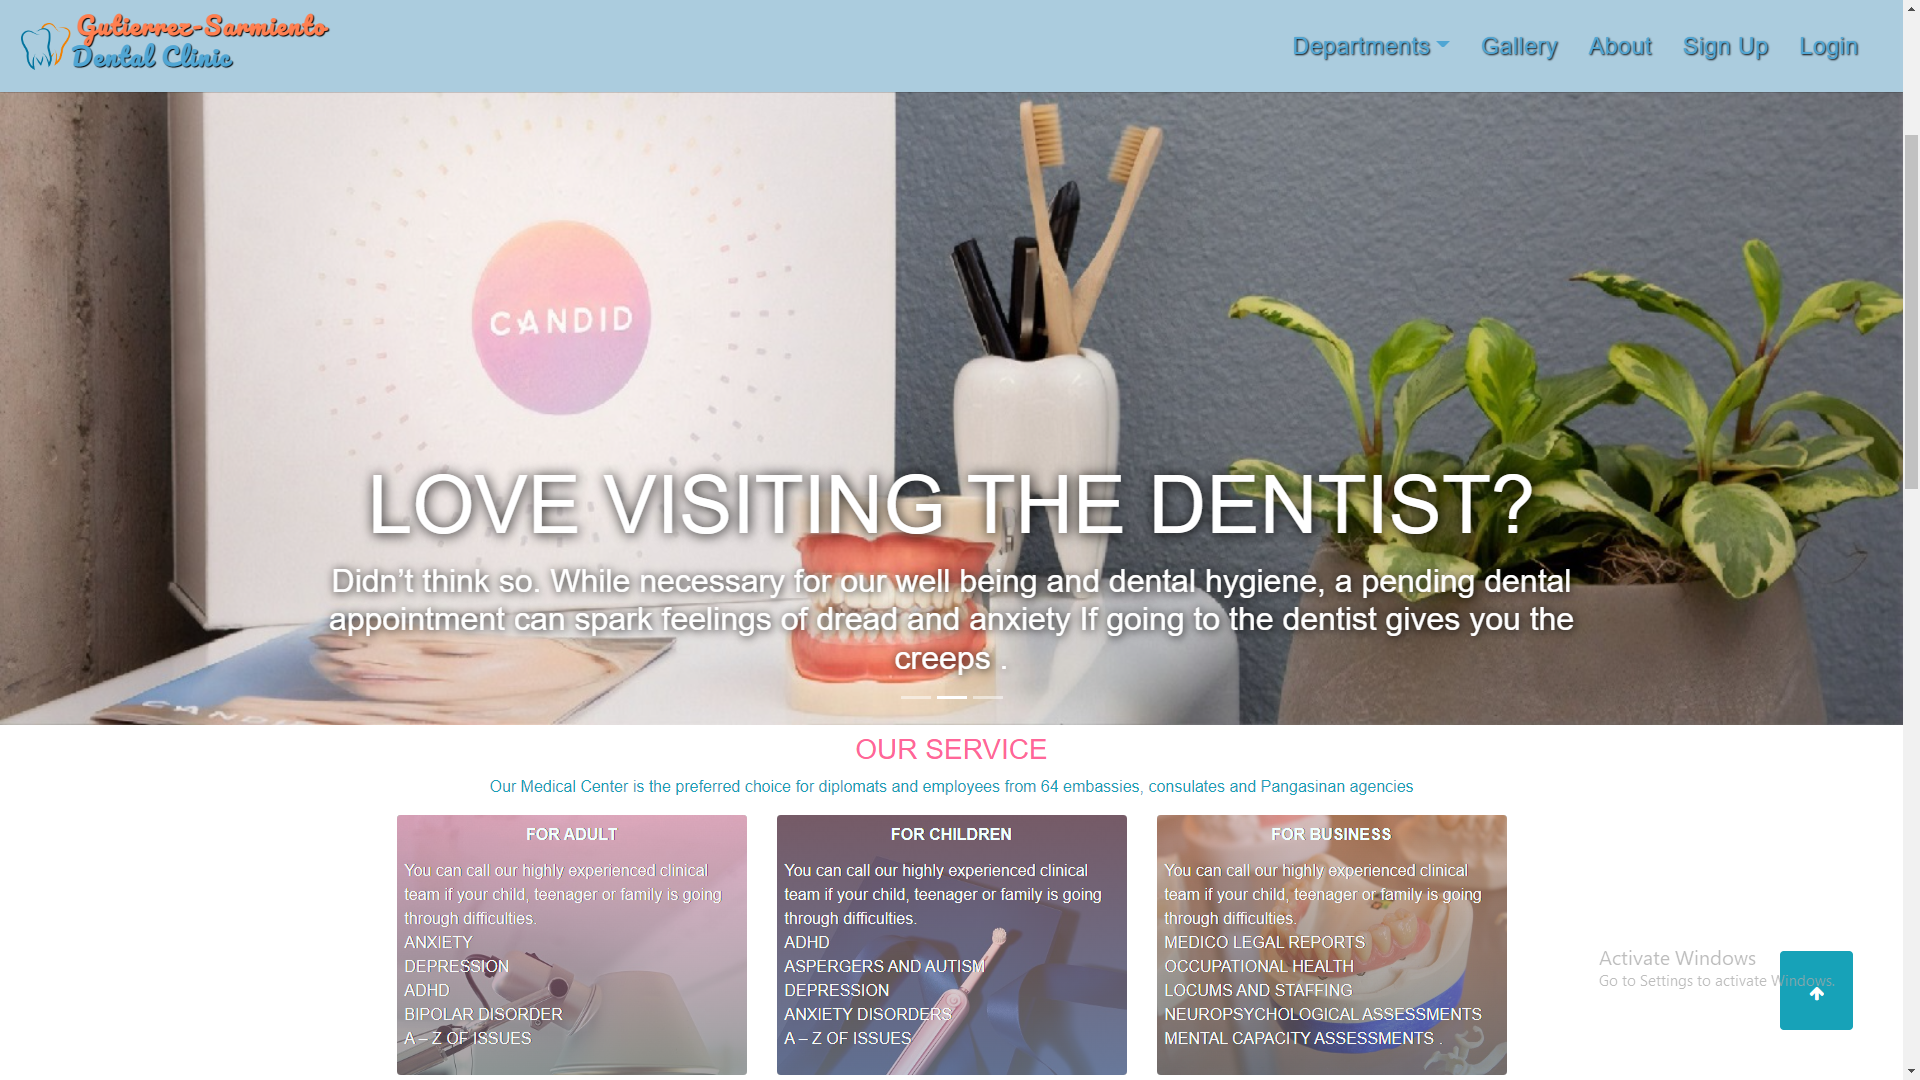 Gutierrez-Sarmiento
Dental Clinic
Departments
Gallery
About
Sign Up
Login
CANDID
LOVE VISITING THE DENTIST?
Didn’t think so. While necessary for our well being and dental hygiene, a pending dental
appointment can spark feelings of dread and anxiety If going to the dentist gives you the
creeps .
CANDID
OUR SERVICE
Our Medical Center is the preferred choice for diplomats and employees from 64 embassies, consulates and Pangasinan agencies
FOR ADULT
You can call our highly experienced clinical
team if your child, teenager or family is going
through difficulties.
ANXIETY
DEPRESSION
ADHD
BIPOLAR DISORDER
A – Z OF ISSUES
FOR CHILDREN
You can call our highly experienced clinical
team if your child, teenager or family is going
through difficulties.
ADHD
ASPERGERS AND AUTISM
DEPRESSION
ANXIETY DISORDERS
A – Z OF ISSUES
FOR BUSINESS
You can call our highly experienced clinical
team if your child, teenager or family is going
through difficulties.
MEDICO LEGAL REPORTS
OCCUPATIONAL HEALTH
LOCUMS AND STAFFING
NEUROPSYCHOLOGICAL ASSESSMENTS
MENTAL CAPACITY ASSESSMENTS .
Activate Windows
Go to Settings to activate Windows.